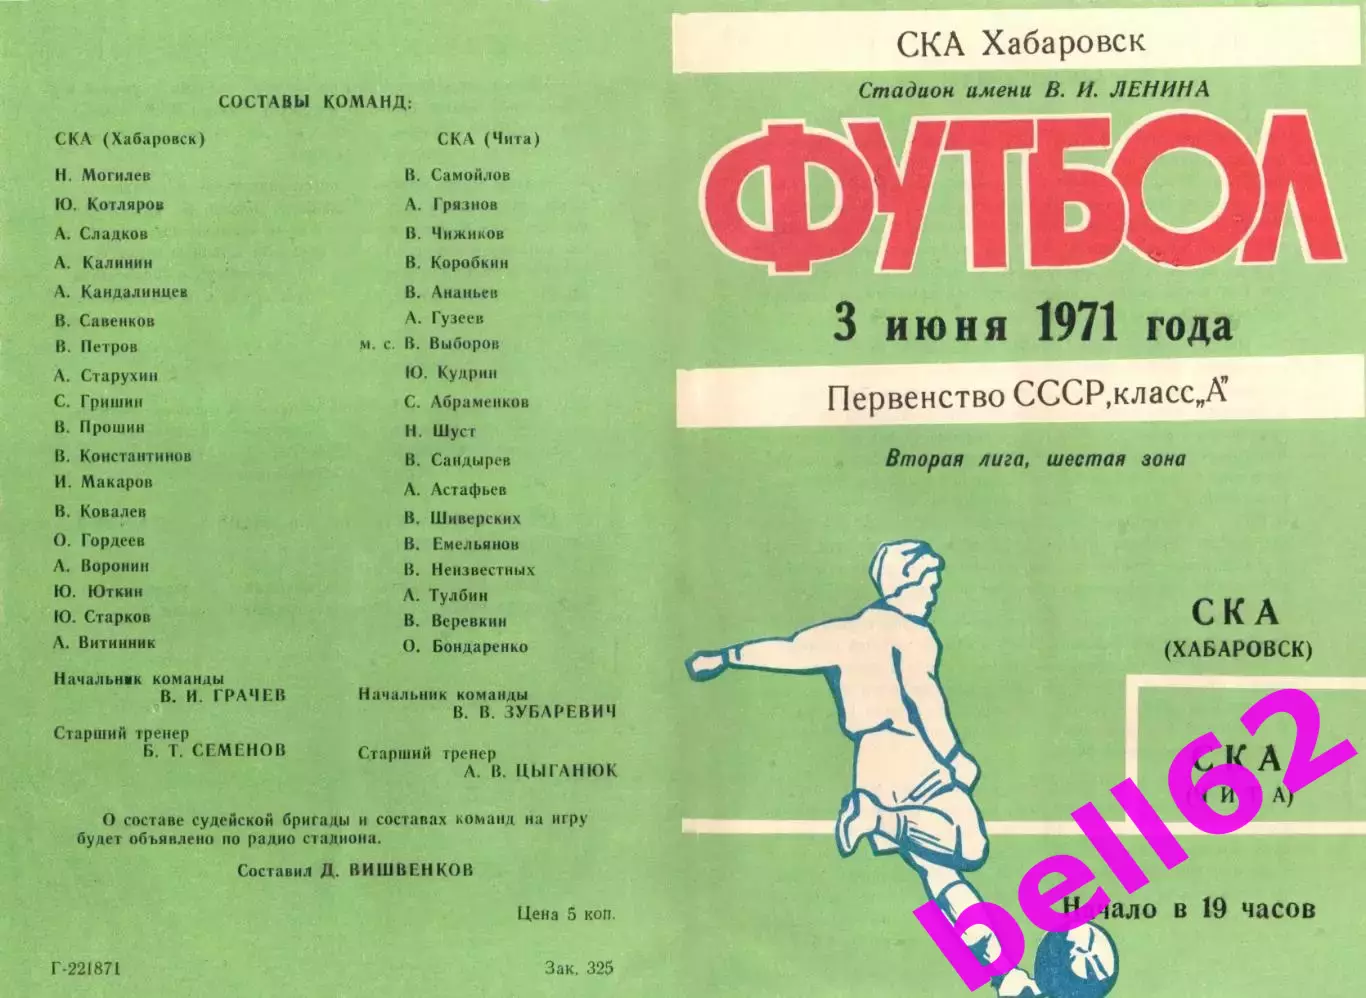 СОСТАВЫ КОМАНД:
СКА (Хабаровск)
Н. Могилев
Ю. Котляров
А. Сладков
А. Калинин
А. Кандалинцев
В. Савенков
В. Петров
А. Старухин
С. Гришин
В. Прошин
В. Константинов
И. Макаров
В. Ковалев
О. Гордеев
А. Воронин
Ю. Юткин
Ю. Старков
А. Витинник
Начальник команды
В. И. ГРАЧЕВ
Старший тренер
Б. Т. СЕМЕНОВ
СКА (Чита)
В. Самойлов
А. Грязнов
В. Чижиков
В. Коробкин
В. Ананьев
А. Гузеев
м. с. В. Выборов
Ю. Кудрин
С. Абраменков
Н. Шуст
В. Сандырев
А. Астафьев
В. Шиверских
В. Емельянов
В. Неизвестных
А. Тулбин
В. Веревкин
О. Бондаренко
Начальник команды
В. В. ЗУБАРЕВИЧ
Старший тренер
А. В. ЦЫГАНЮК
О составе судейской бригады и составах команд на игру
будет объявлено по радио стадиона.
Составил Д. ВИШВЕНКОВ
Цена 5 коп.
Г-221871
Зак. 325
СКА Хабаровск
Стадион имени В. И. ЛЕНИНА
ФУТБОЛ
3 июня 1971 года
Первенство СССР, класс „А"
Вторая лига, шестая зона
СКА
(ХАБАРОВСК)
СКА
(ЧИТА)
Начало в 19 часов
bell62